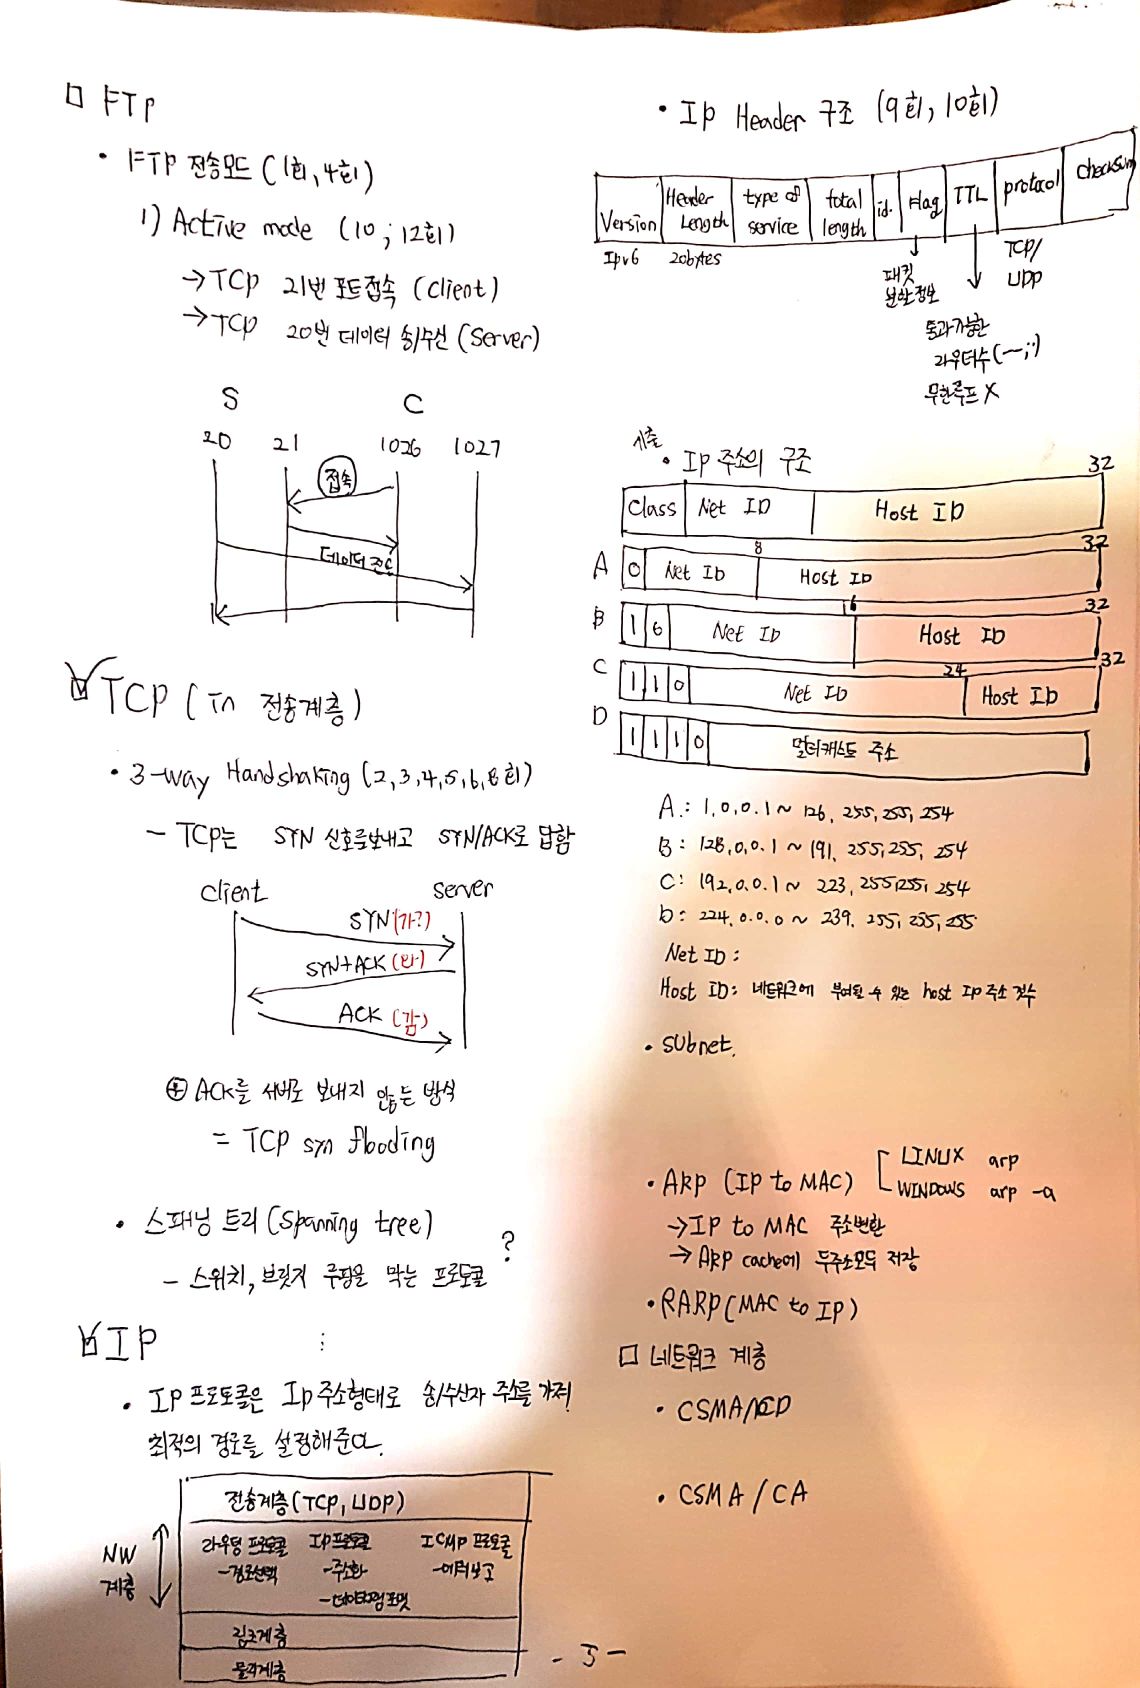 □ FTP
• FTP 전송모드 (1회, 4회)
1) Active mode (10, 12회)
→ TCP 21번 포트접속 (client)
→ TCP 20번 데이터 송/수신 (Server)
S C
20 21 1026 1027
접속
데이터 전송
TCP (in 전송계층)
• 3-way Handshaking (2,3,4,5,6,8회)
- TCP는 SYN 신호를보내고 SYN/ACK로 답함
client server
SYN (가?)
SYN+ACK (와)
ACK (감)
⊕ ACK를 서버로 보내지 않는 방식
= TCP syn flooding
• 스패닝 트리 (Spanning tree)
- 스위치, 브릿지 루핑을 막는 프로토콜 ?
IP
• IP 프로토콜은 IP 주소형태로 송/수신자 주소를 가져
최적의 경로를 설정해준다.
전송계층 (TCP, UDP)
NW 계층
라우팅 프로토콜 IP프로토콜 ICMP 프로토콜
-경로선택 -주소화 -에러보고
-데이터그램포맷
링크계층
물리계층
- 5 -
• IP Header 구조 (9회, 10회)
Version Header Length type of service total length id. Flag TTL protocol checksum
Ipv6 20bytes
TCP/UDP
패킷
분할정보
통과가능한
라우터수 (--;;)
무한루프 X
기출
• IP 주소의 구조
32
Class Net ID Host ID
8 32
A 0 Net ID Host ID
16 32
B 1 0 Net ID Host ID
24 32
C 1 1 0 Net ID Host ID
D 1 1 1 0 멀티캐스트 주소
A : 1.0.0.1 ~ 126.255.255.254
B : 128.0.0.1 ~ 191.255.255.254
C : 192.0.0.1 ~ 223.255.255.254
D : 224.0.0.0 ~ 239.255.255.255
Net ID :
Host ID : 네트워크에 부여될 수 있는 host IP 주소 갯수
• subnet.
• ARP (IP to MAC)
LINUX arp
WINDOWS arp -a
→ IP to MAC 주소변환
→ ARP cache에 두주소모두 저장
• RARP (MAC to IP)
□ 네트워크 계층
• CSMA/CD
• CSMA/CA